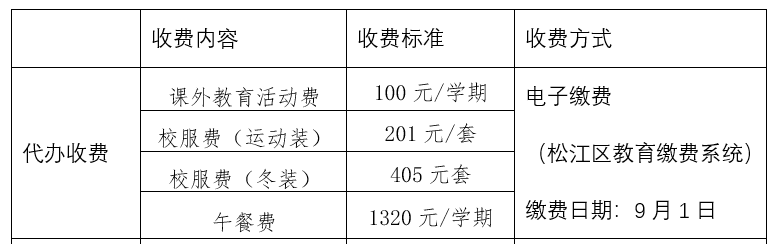 收费内容 收费标准 收费方式
代办收费
课外教育活动费 100 元/学期
校服费（运动装） 201 元/套
校服费（冬装） 405 元套
午餐费 1320 元/学期
电子缴费
（松江区教育缴费系统）
缴费日期：9 月 1 日